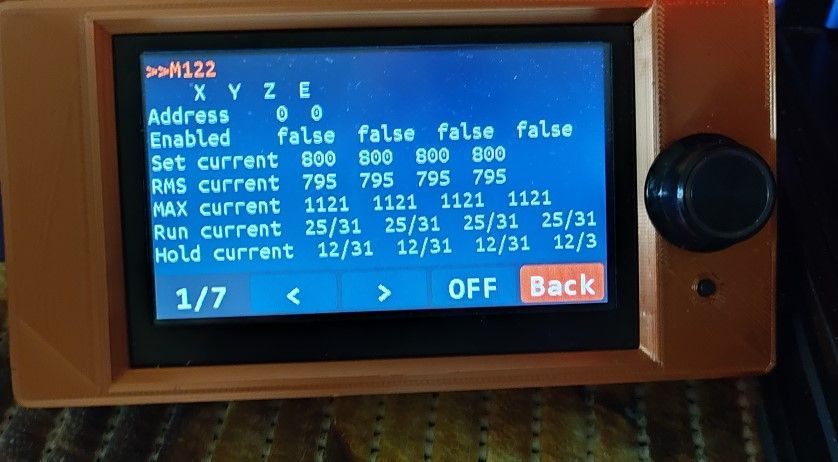 >>>M122
X Y Z E
Address 0 0
Enabled false false false false
Set current 800 800 800 800
RMS current 795 795 795 795
MAX current 1121 1121 1121 1121
Run current 25/31 25/31 25/31 25/31
Hold current 12/31 12/31 12/31 12/3
1/7 < > OFF Back